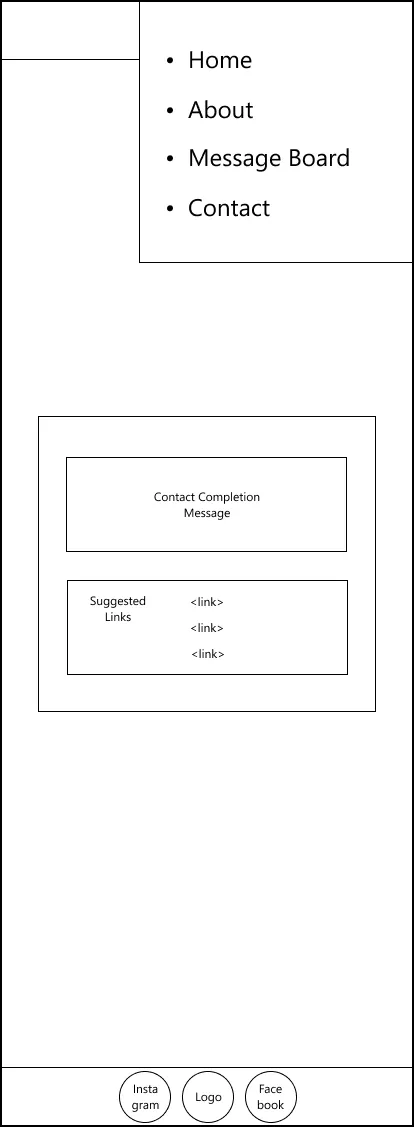 • Home
• About
• Message Board
• Contact
Contact Completion
Message
Suggested
Links
<link>
<link>
<link>
Insta
gram
Logo
Face
book